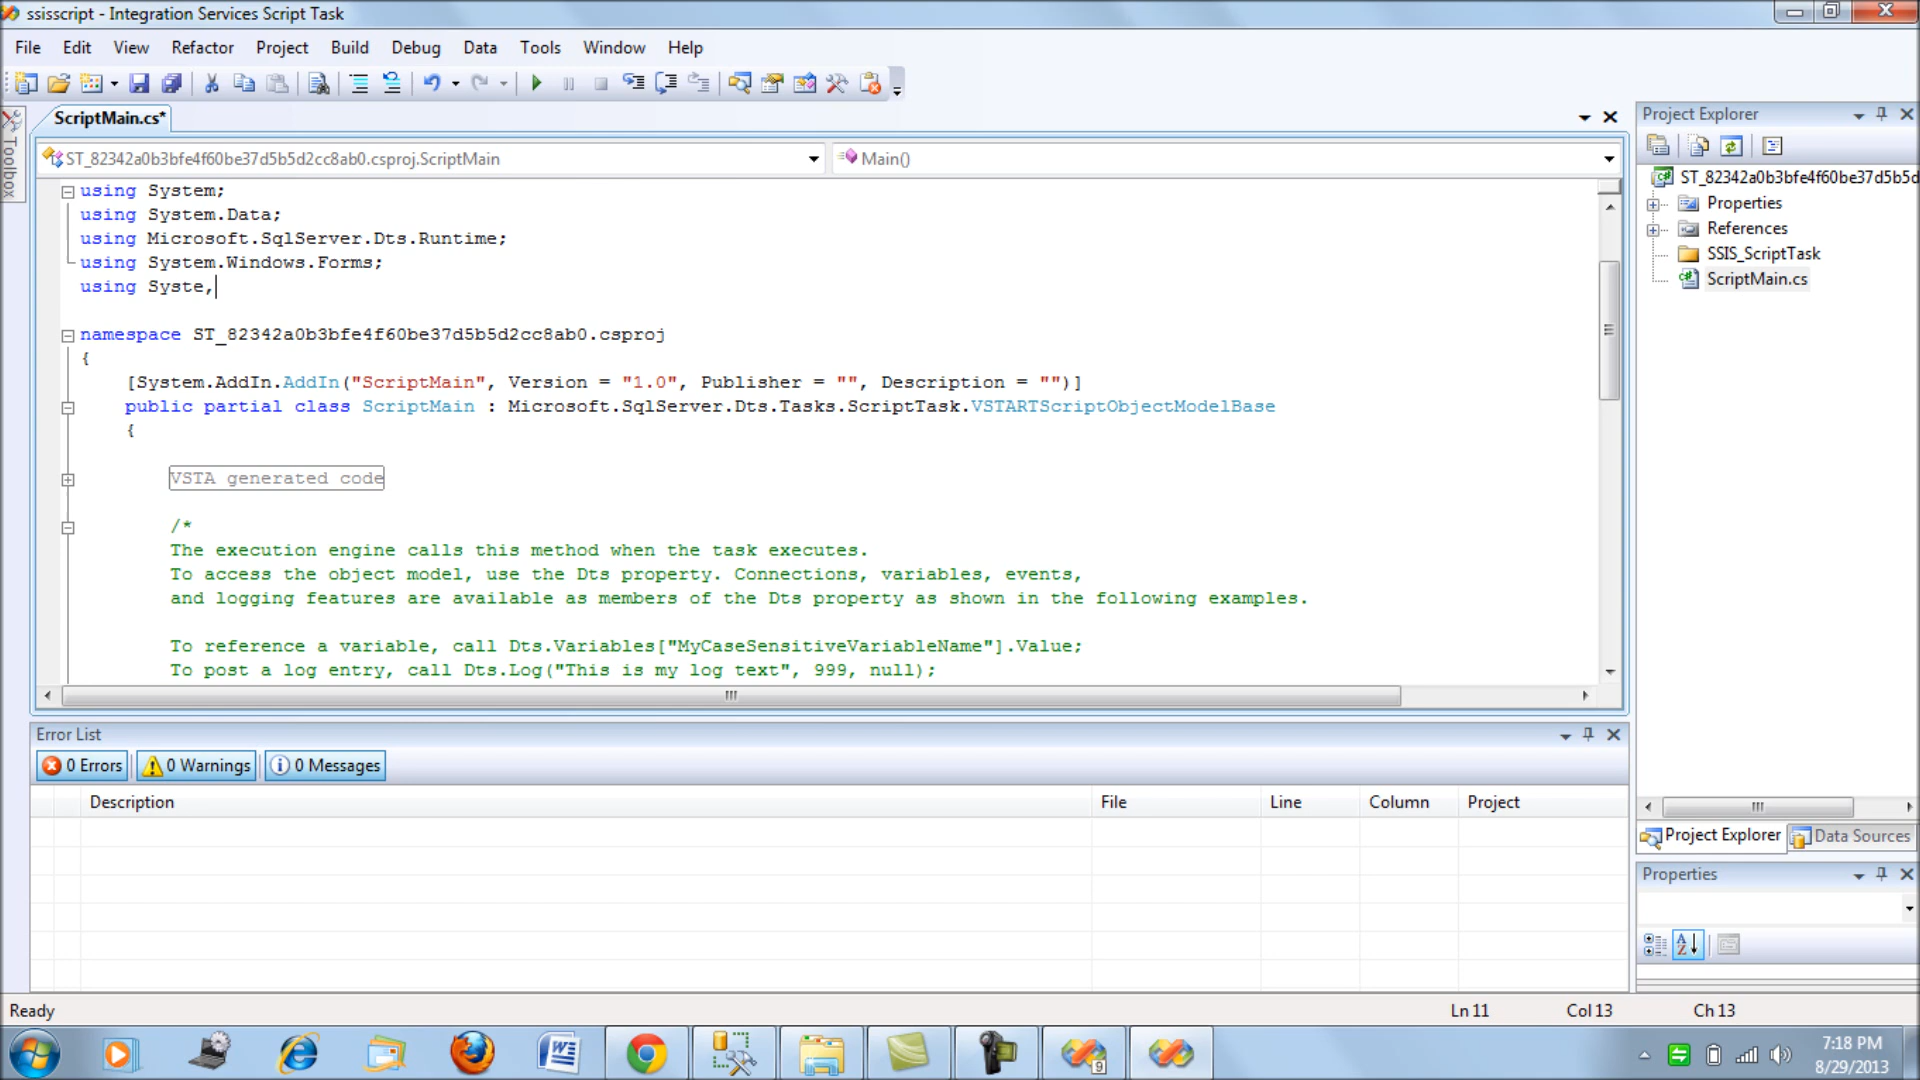 ssisscript - Integration Services Script Task
File Edit View Refactor Project Build Debug Data Tools Window Help
ScriptMain.cs*
Toolbox
ST_82342a0b3bfe4f60be37d5b5d2cc8ab0.csproj.ScriptMain
Main()
using System;
using System.Data;
using Microsoft.SqlServer.Dts.Runtime;
using System.Windows.Forms;
using Syste,
namespace ST_82342a0b3bfe4f60be37d5b5d2cc8ab0.csproj
{
[System.AddIn.AddIn("ScriptMain", Version = "1.0", Publisher = "", Description = "")]
public partial class ScriptMain : Microsoft.SqlServer.Dts.Tasks.ScriptTask.VSTARTScriptObjectModelBase
{
VSTA generated code
/*
The execution engine calls this method when the task executes.
To access the object model, use the Dts property. Connections, variables, events,
and logging features are available as members of the Dts property as shown in the following examples.
To reference a variable, call Dts.Variables["MyCaseSensitiveVariableName"].Value;
To post a log entry, call Dts.Log("This is my log text", 999, null);
Error List
0 Errors 0 Warnings 0 Messages
Description File Line Column Project
Project Explorer
ST_82342a0b3bfe4f60be37d5b5d
Properties
References
SSIS_ScriptTask
ScriptMain.cs
Project Explorer Data Sources
Properties
Ready Ln 11 Col 13 Ch 13
9
7:18 PM
8/29/2013